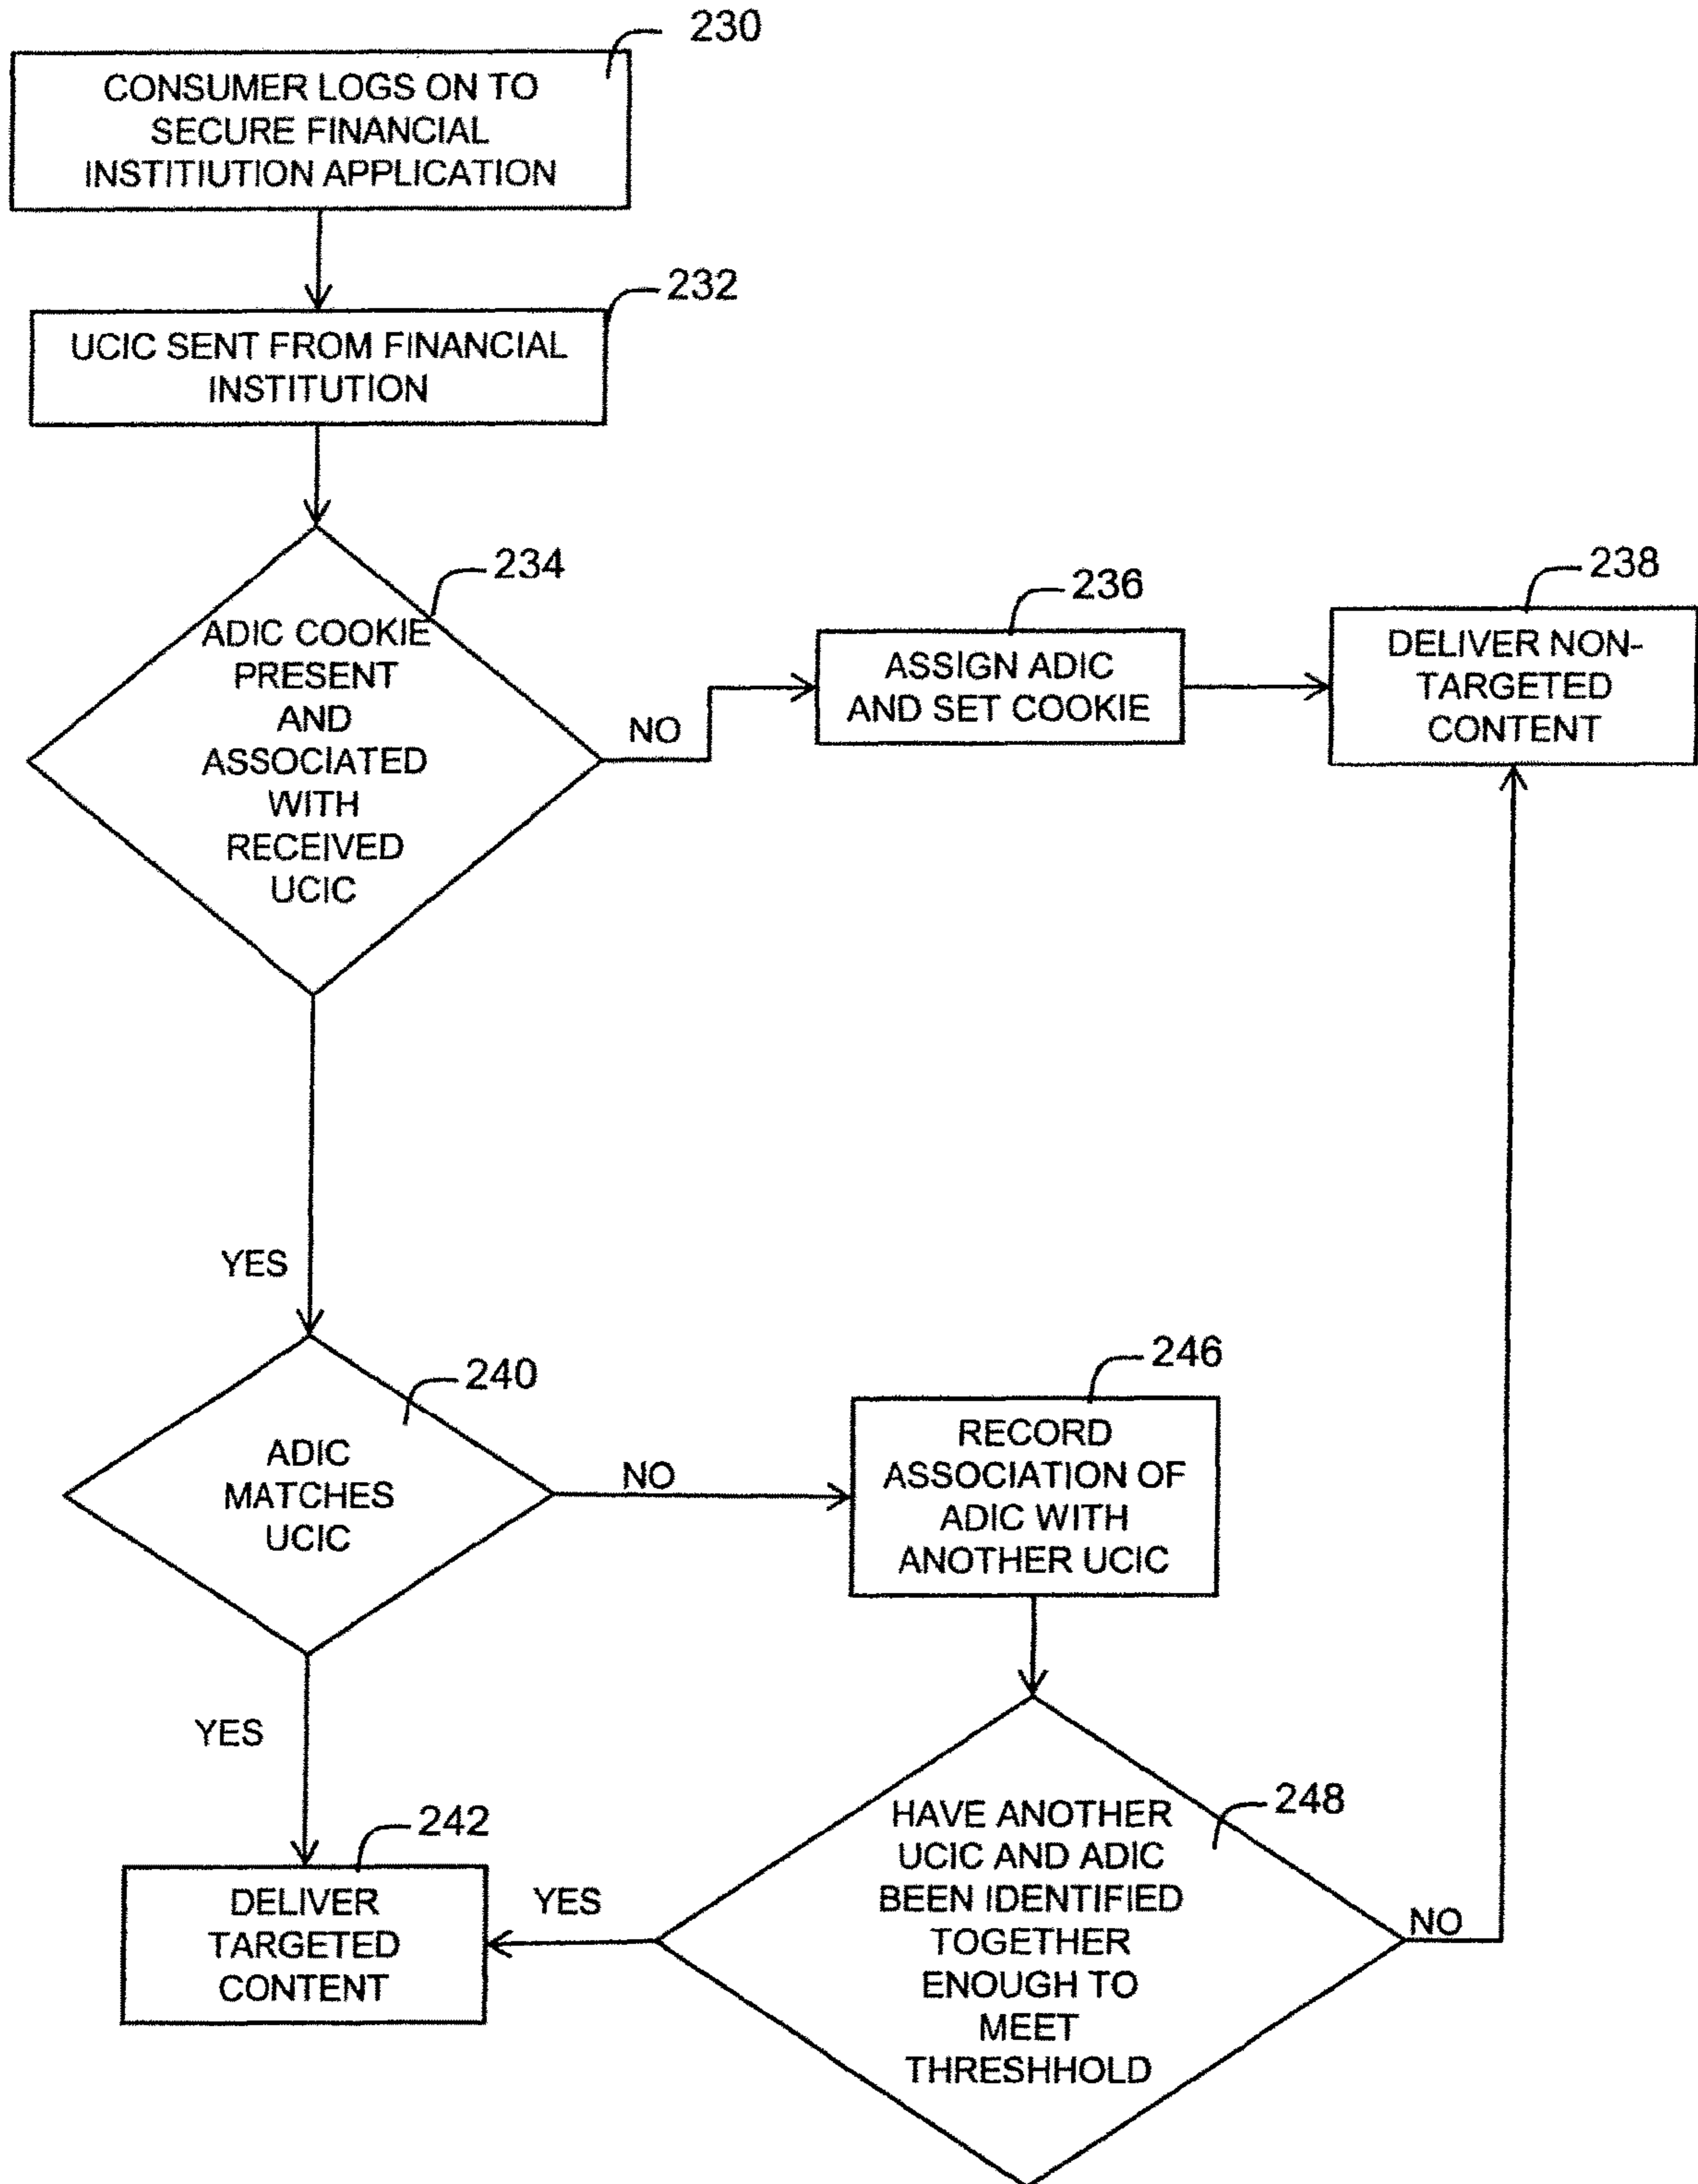 230
CONSUMER LOGS ON TO
SECURE FINANCIAL
INSTITIUTION APPLICATION
232
UCIC SENT FROM FINANCIAL
INSTITUTION
234
ADIC COOKIE
PRESENT
AND
ASSOCIATED
WITH
RECEIVED
UCIC
NO
236
ASSIGN ADIC
AND SET COOKIE
238
DELIVER NON-
TARGETED
CONTENT
YES
240
ADIC
MATCHES
UCIC
NO
246
RECORD
ASSOCIATION OF
ADIC WITH
ANOTHER UCIC
YES
242
DELIVER
TARGETED
CONTENT
YES
248
HAVE ANOTHER
UCIC AND ADIC
BEEN IDENTIFIED
TOGETHER
ENOUGH TO
MEET
THRESHHOLD
NO